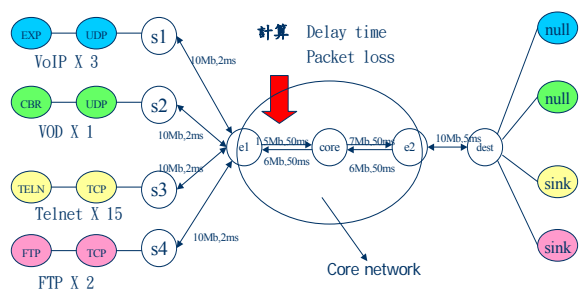 EXP
UDP
VoIP X 3
s1
10Mb,2ms
計算 Delay time
Packet loss
null
CBR
UDP
VOD X 1
s2
10Mb,2ms
null
e1
1.5Mb,50ms
6Mb,50ms
core
7Mb,50ms
6Mb,50ms
e2
10Mb,5ms
dest
TELN
TCP
Telnet X 15
s3
10Mb,2ms
sink
FTP
TCP
FTP X 2
s4
10Mb,2ms
sink
Core network